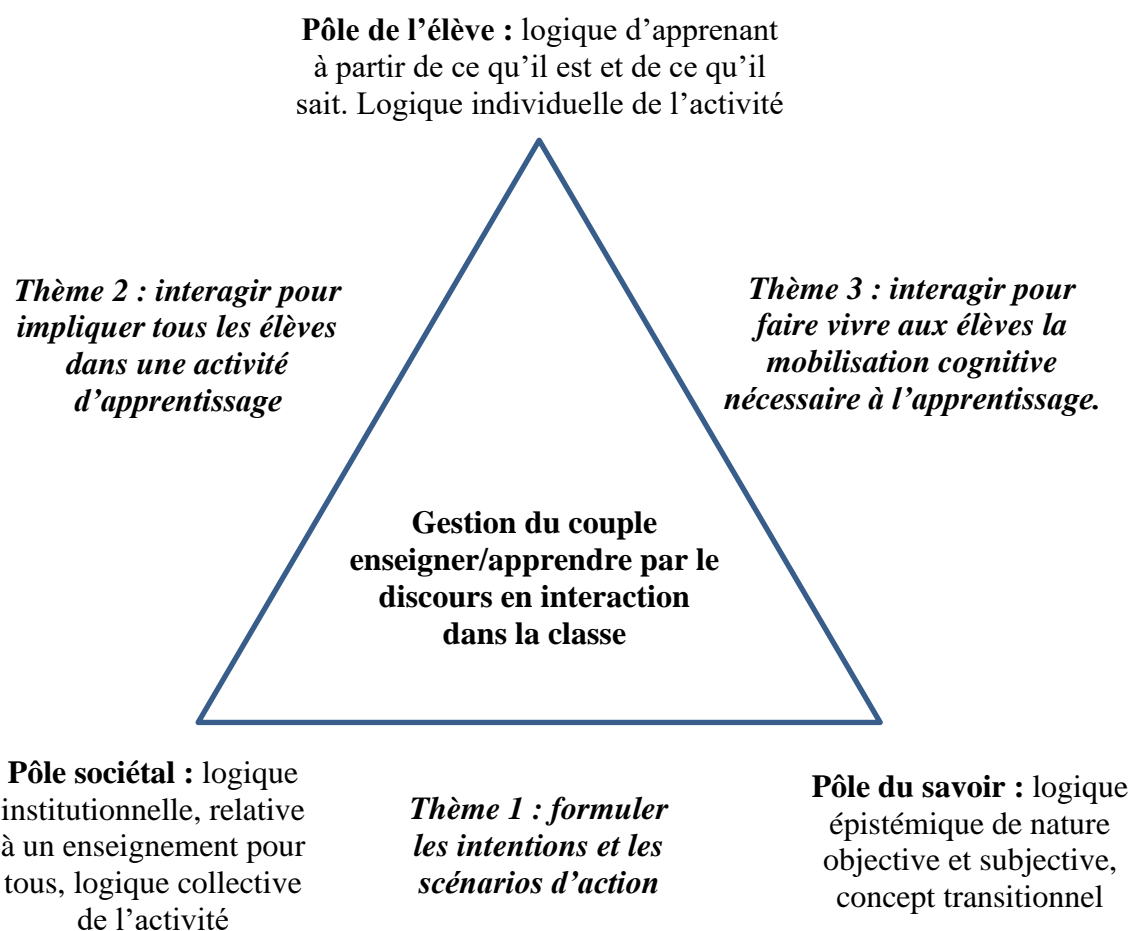 Pôle de l’élève : logique d’apprenant
à partir de ce qu’il est et de ce qu’il
sait. Logique individuelle de l’activité
Thème 2 : interagir pour
impliquer tous les élèves
dans une activité
d’apprentissage
Thème 3 : interagir pour
faire vivre aux élèves la
mobilisation cognitive
nécessaire à l’apprentissage.
Gestion du couple
enseigner/apprendre par le
discours en interaction
dans la classe
Pôle sociétal : logique
institutionnelle, relative
à un enseignement pour
tous, logique collective
de l’activité
Thème 1 : formuler
les intentions et les
scénarios d’action
Pôle du savoir : logique
épistémique de nature
objective et subjective,
concept transitionnel